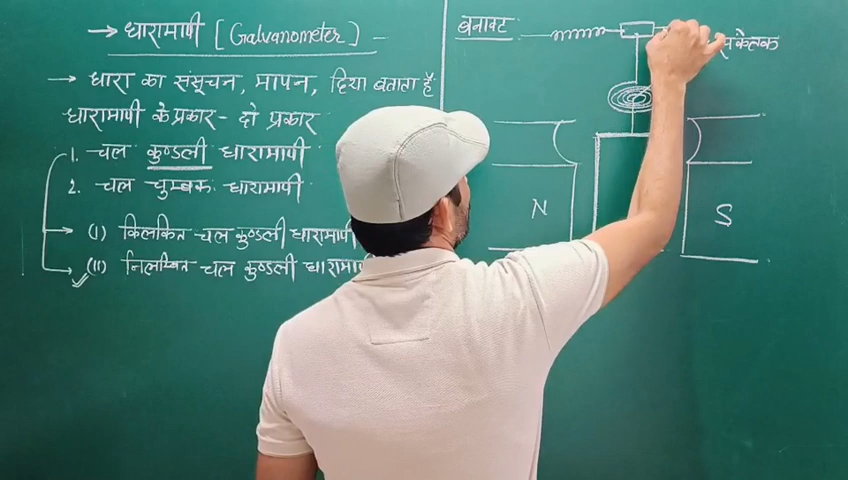 → धारामापी [Galvanometer] -
→ धारा का संसूचन, मापन, दिशा बताता है
धारामापी के प्रकार - दो प्रकार
1. चल कुण्डली धारामापी
2. चल चुम्बक धारामापी
→ (I) किलकित चल कुण्डली धारामापी
(II) निलम्बित चल कुण्डली
बनावट
N
S